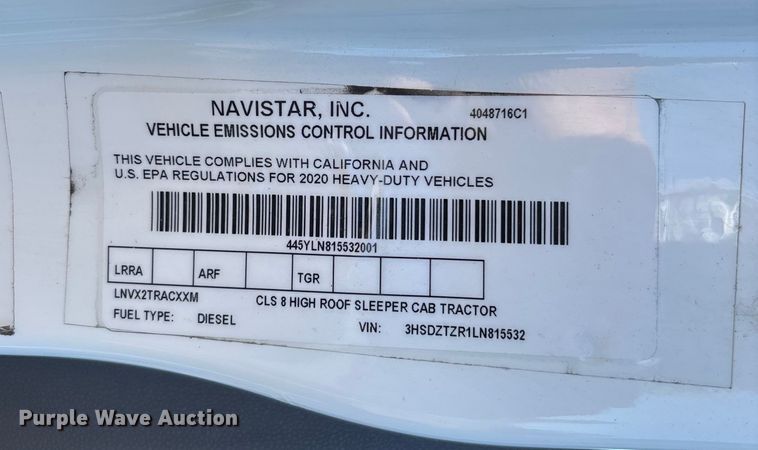 NAVISTAR, INC. 4048716C1
VEHICLE EMISSIONS CONTROL INFORMATION
THIS VEHICLE COMPLIES WITH CALIFORNIA AND
U.S. EPA REGULATIONS FOR 2020 HEAVY-DUTY VEHICLES
445YLN815532001
LRRA ARF TGR
LNVX2TRACXXM CLS 8 HIGH ROOF SLEEPER CAB TRACTOR
FUEL TYPE: DIESEL VIN: 3HSDZTZR1LN815532
Purple Wave Auction